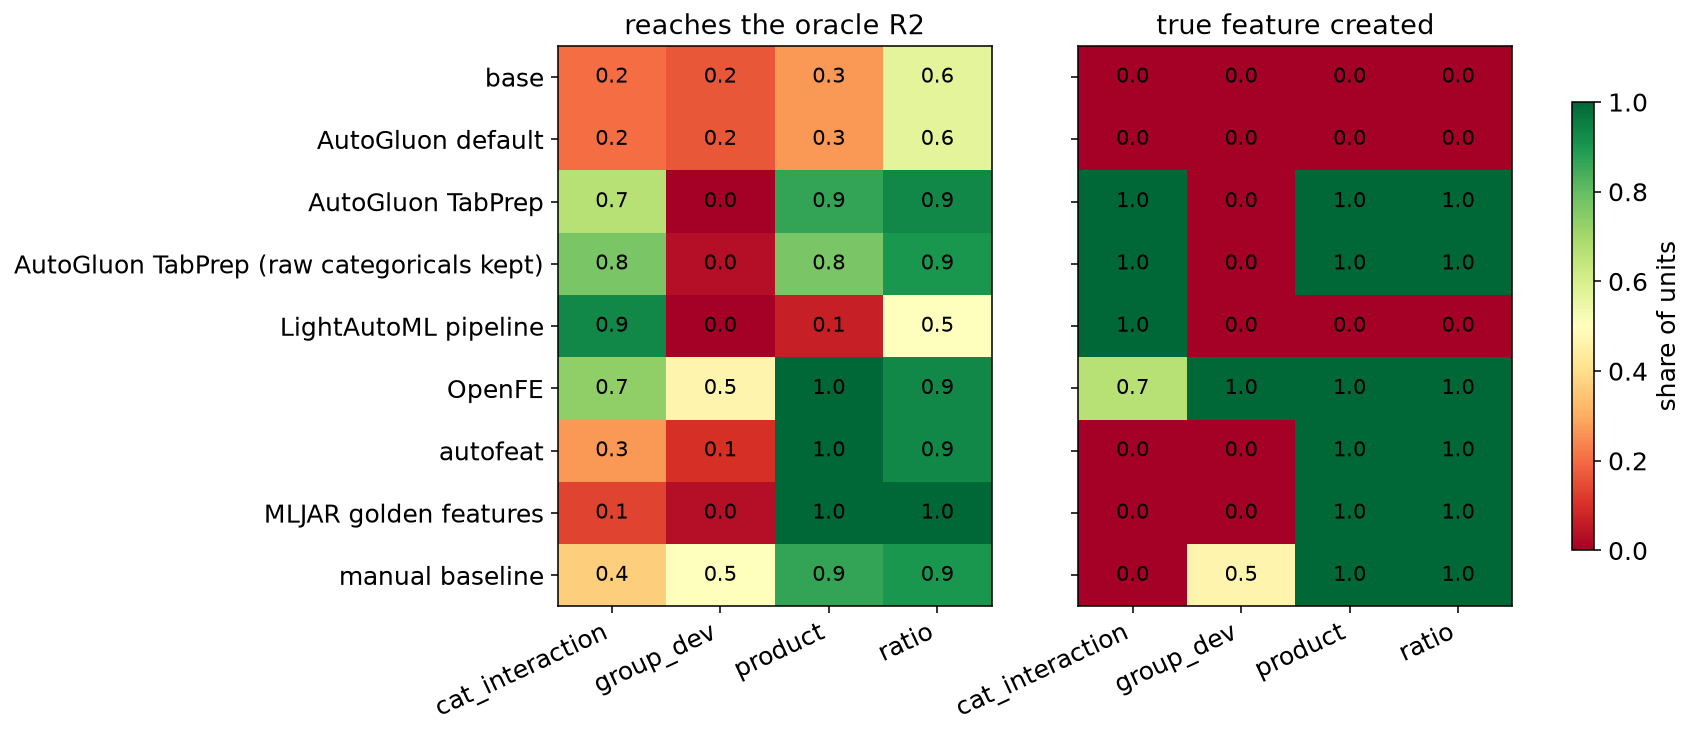 reaches the oracle R2
true feature created
base
0.2 0.2 0.3 0.6
0.0 0.0 0.0 0.0
AutoGluon default
0.2 0.2 0.3 0.6
0.0 0.0 0.0 0.0
AutoGluon TabPrep
0.7 0.0 0.9 0.9
1.0 0.0 1.0 1.0
AutoGluon TabPrep (raw categoricals kept)
0.8 0.0 0.8 0.9
1.0 0.0 1.0 1.0
LightAutoML pipeline
0.9 0.0 0.1 0.5
1.0 0.0 0.0 0.0
OpenFE
0.7 0.5 1.0 0.9
0.7 1.0 1.0 1.0
autofeat
0.3 0.1 1.0 0.9
0.0 0.0 1.0 1.0
MLJAR golden features
0.1 0.0 1.0 1.0
0.0 0.0 1.0 1.0
manual baseline
0.4 0.5 0.9 0.9
0.0 0.5 1.0 1.0
cat_interaction
group_dev
product
ratio
cat_interaction
group_dev
product
ratio
1.0
0.8
0.6
0.4
0.2
0.0
share of units